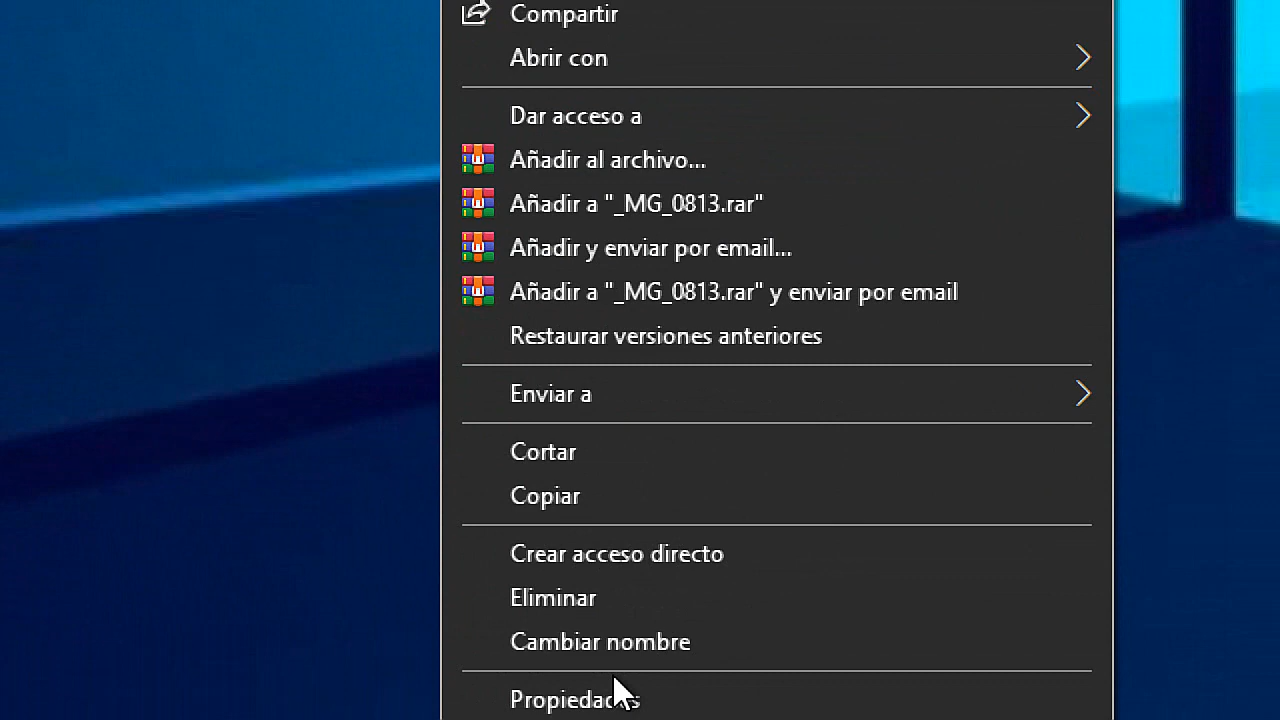 Compartir
Abrir con
Dar acceso a
Añadir al archivo...
Añadir a "_MG_0813.rar"
Añadir y enviar por email...
Añadir a "_MG_0813.rar" y enviar por email
Restaurar versiones anteriores
Enviar a
Cortar
Copiar
Crear acceso directo
Eliminar
Cambiar nombre
Propiedades